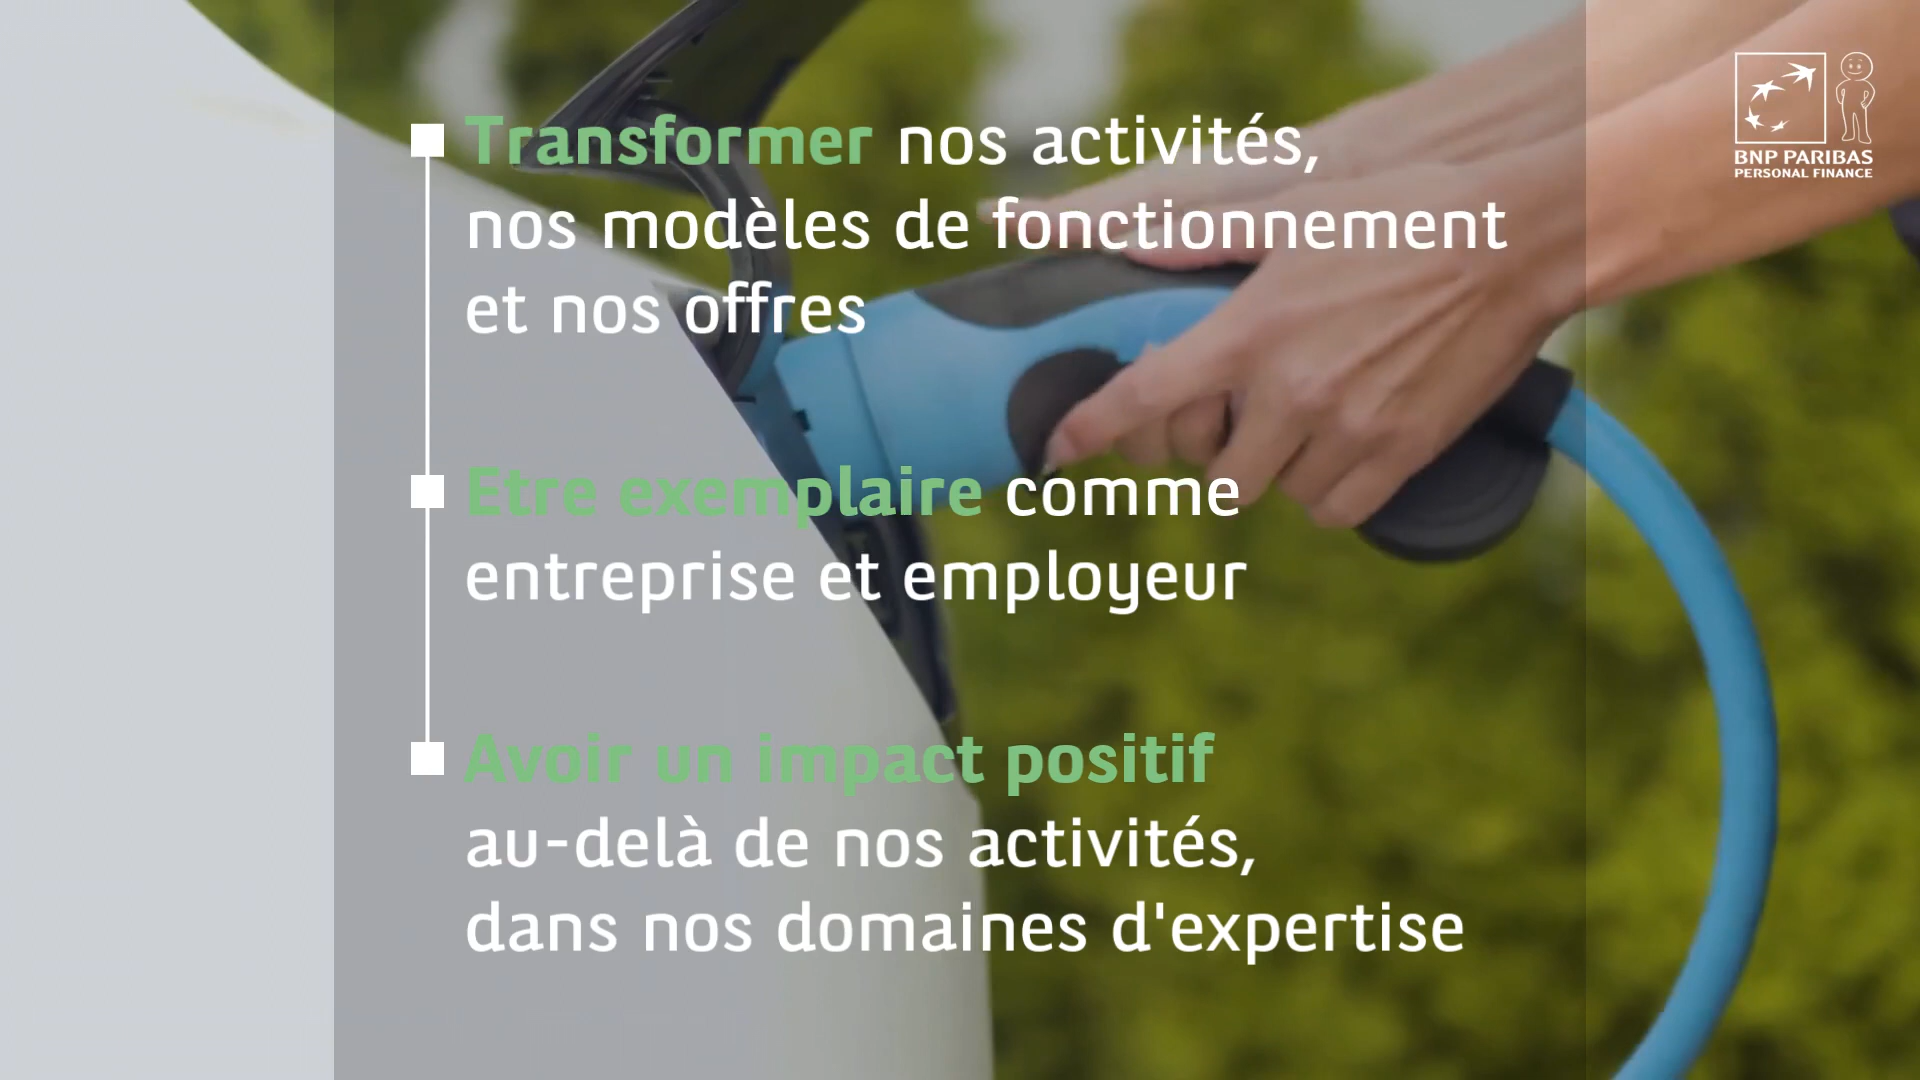 Transformer nos activités,
nos modèles de fonctionnement
et nos offres
Etre exemplaire comme
entreprise et employeur
Avoir un impact positif
au-delà de nos activités,
dans nos domaines d'expertise
BNP PARIBAS
PERSONAL FINANCE